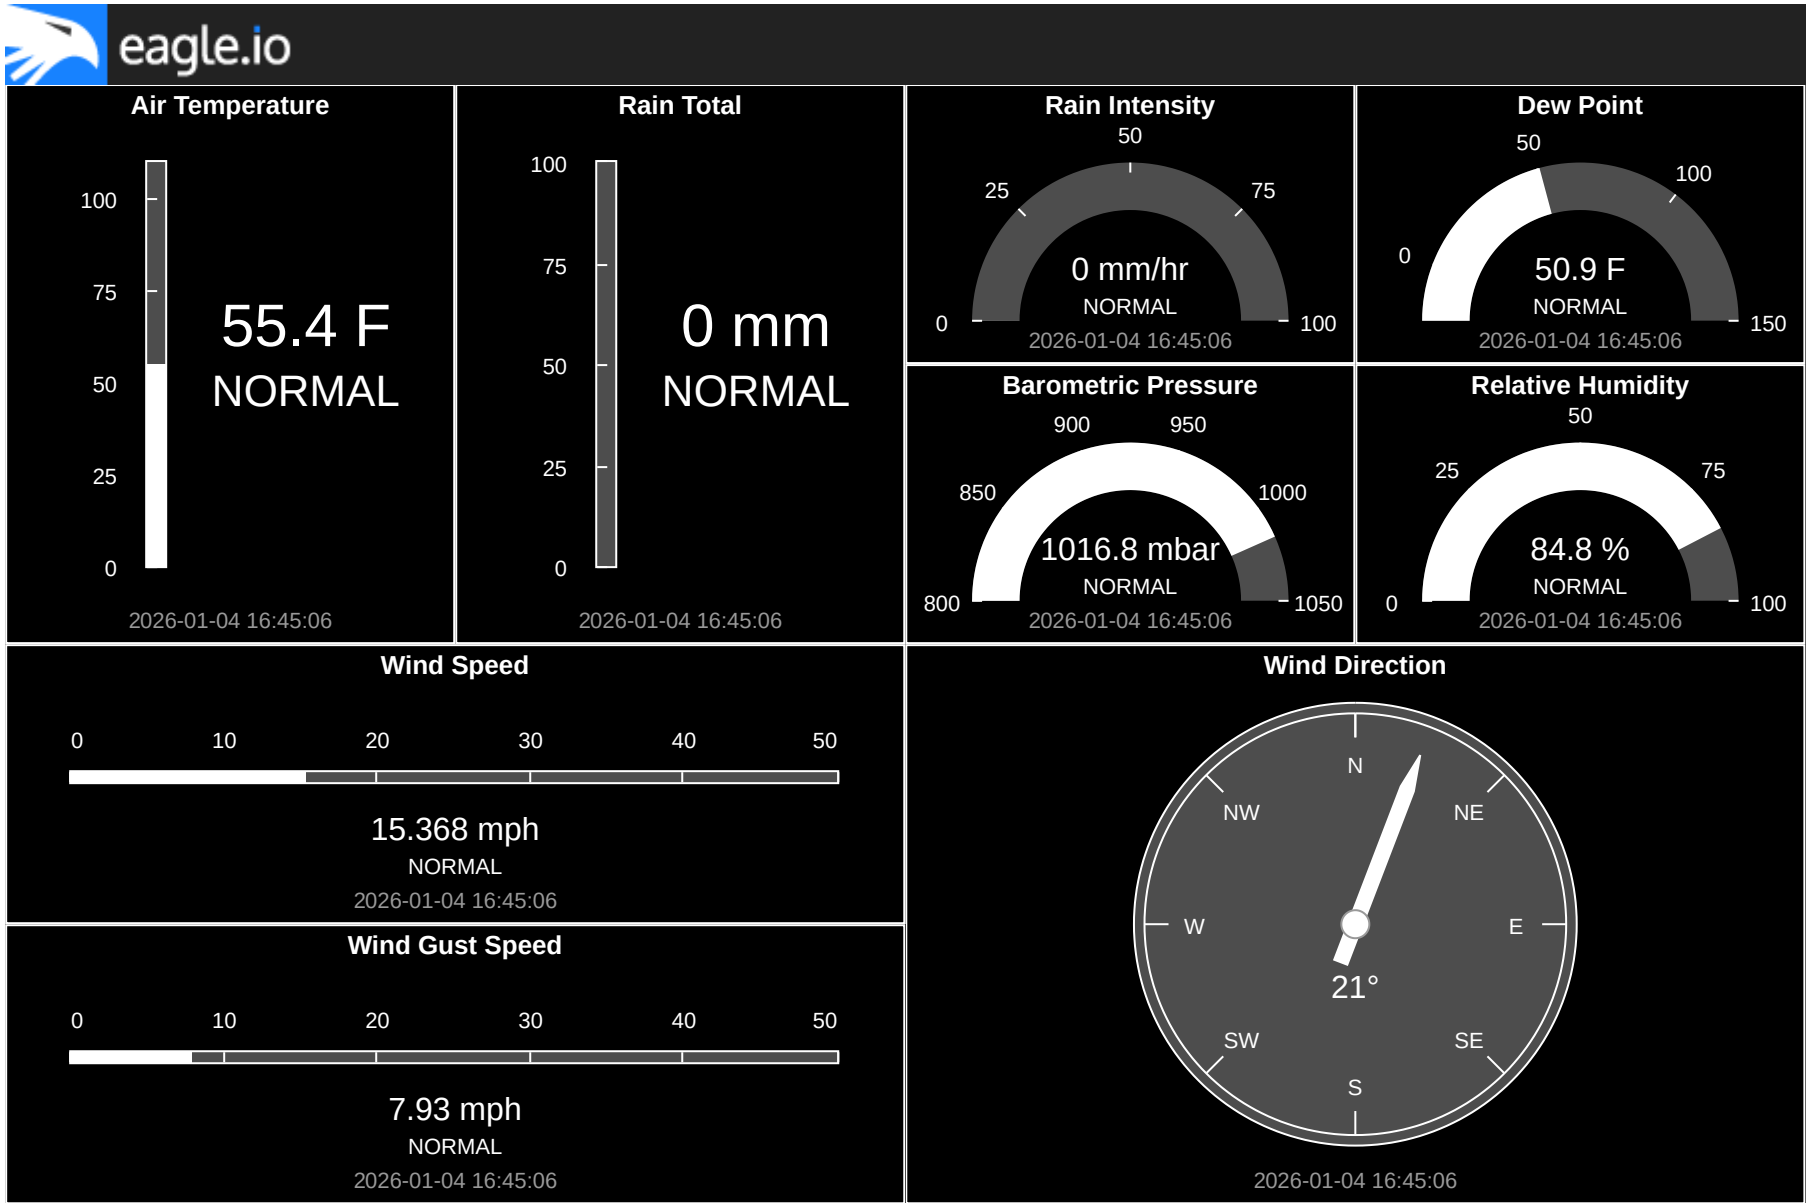 eagle.io
Air Temperature
100
75
50
25
0
55.4 F
NORMAL
2026-01-04 16:45:06
Rain Total
100
75
50
25
0
0 mm
NORMAL
2026-01-04 16:45:06
Rain Intensity
0
25
50
75
100
0 mm/hr
NORMAL
2026-01-04 16:45:06
Dew Point
0
50
100
150
50.9 F
NORMAL
2026-01-04 16:45:06
Barometric Pressure
800
850
900
950
1000
1050
1016.8 mbar
NORMAL
2026-01-04 16:45:06
Relative Humidity
0
25
50
75
100
84.8 %
NORMAL
2026-01-04 16:45:06
Wind Speed
0 10 20 30 40 50
15.368 mph
NORMAL
2026-01-04 16:45:06
Wind Gust Speed
0 10 20 30 40 50
7.93 mph
NORMAL
2026-01-04 16:45:06
Wind Direction
N
NW NE
W E
21°
SW SE
S
2026-01-04 16:45:06